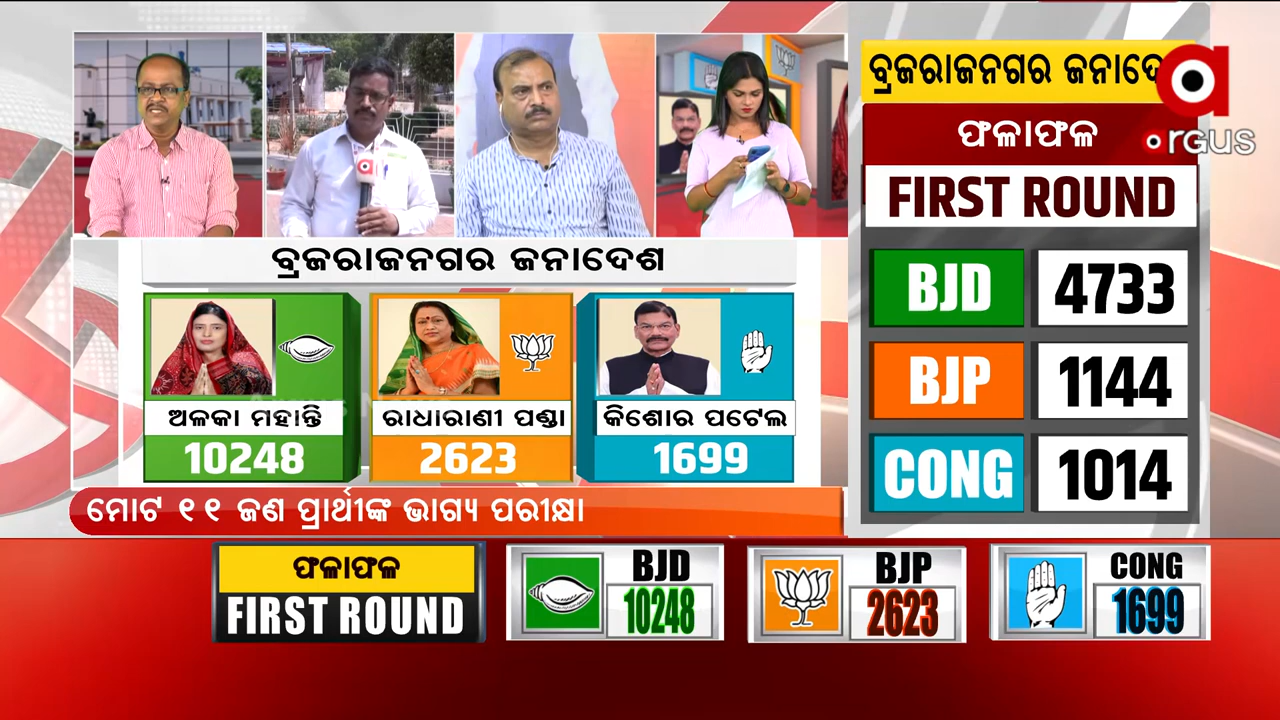 ବ୍ରଜରାଜନଗର ଜନାଦେ
ଫଳାଫଳ
orgus
FIRST ROUND
BJD 4733
BJP 1144
CONG 1014
ବ୍ରଜରାଜନଗର ଜନାଦେଶ
ଅଳକା ମହାନ୍ତି
10248
ରାଧାରାଣୀ ପଣ୍ଡା
2623
କିଶୋର ପଟେଲ
1699
ମୋଟ ୧୧ ଜଣ ପ୍ରାର୍ଥୀଙ୍କ ଭାଗ୍ୟ ପରୀକ୍ଷା
ଫଳାଫଳ
FIRST ROUND
BJD
10248
BJP
2623
CONG
1699